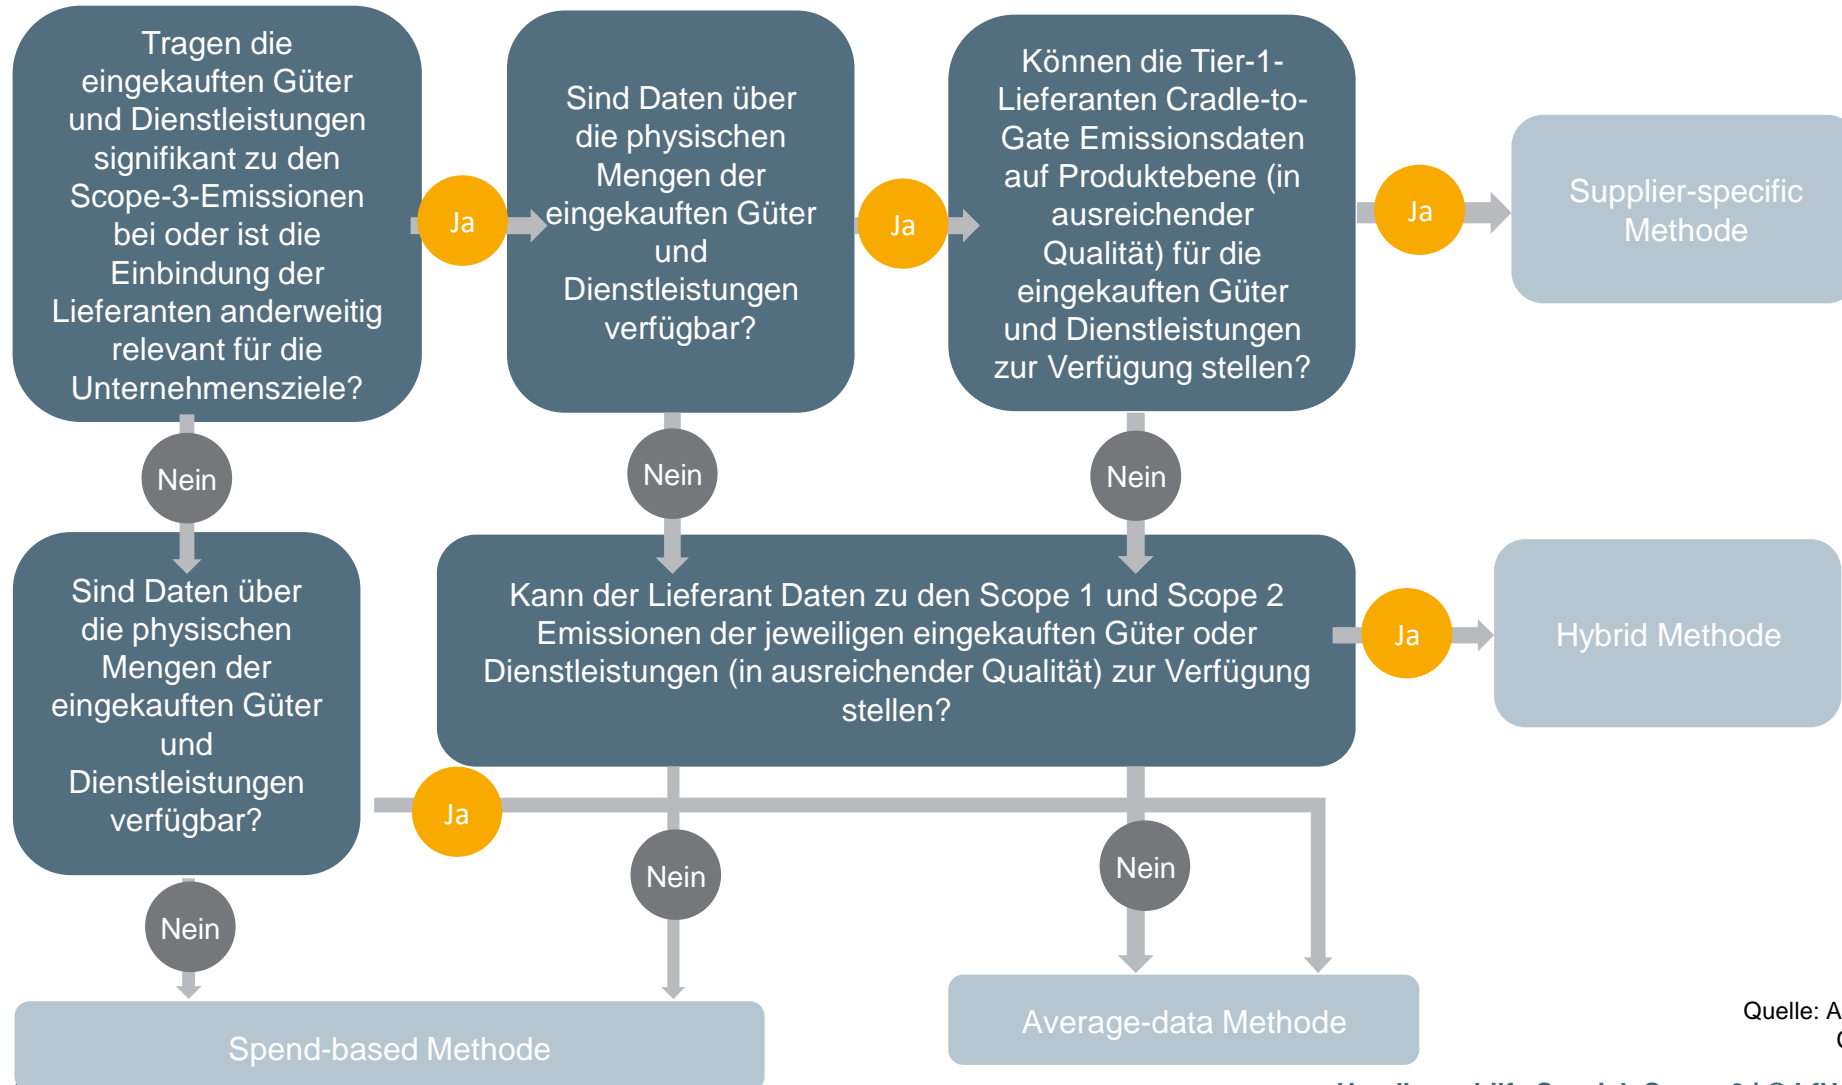 Tragen die
eingekauften Güter
und Dienstleistungen
signifikant zu den
Scope-3-Emissionen
bei oder ist die
Einbindung der
Lieferanten anderweitig
relevant für die
Unternehmensziele?
Ja
Sind Daten über
die physischen
Mengen der
eingekauften Güter
und
Dienstleistungen
verfügbar?
Ja
Können die Tier-1-
Lieferanten Cradle-to-
Gate Emissionsdaten
auf Produktebene (in
ausreichender
Qualität) für die
eingekauften Güter
und Dienstleistungen
zur Verfügung stellen?
Ja
Supplier-specific
Methode
Nein
Nein
Nein
Sind Daten über
die physischen
Mengen der
eingekauften Güter
und
Dienstleistungen
verfügbar?
Kann der Lieferant Daten zu den Scope 1 und Scope 2
Emissionen der jeweiligen eingekauften Güter oder
Dienstleistungen (in ausreichender Qualität) zur Verfügung
stellen?
Ja
Hybrid Methode
Ja
Nein
Nein
Nein
Spend-based Methode
Average-data Methode
Quelle: